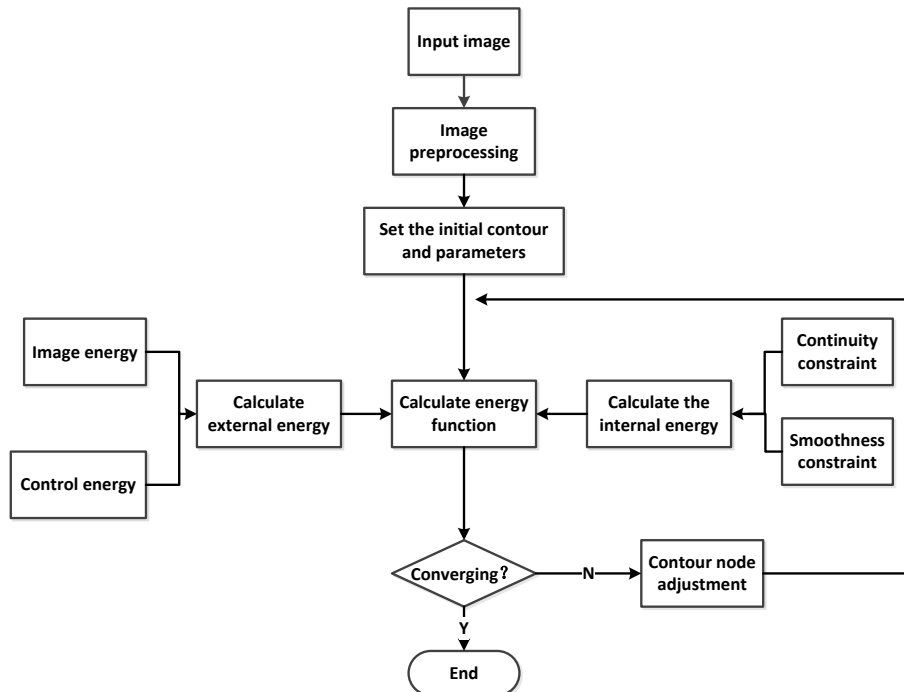 Input image
Image
preprocessing
Set the initial contour
and parameters
Image energy
Continuity
constraint
Calculate
external energy
Calculate energy
function
Calculate the
internal energy
Control energy
Smoothness
constraint
Converging？
N
Contour node
adjustment
Y
End